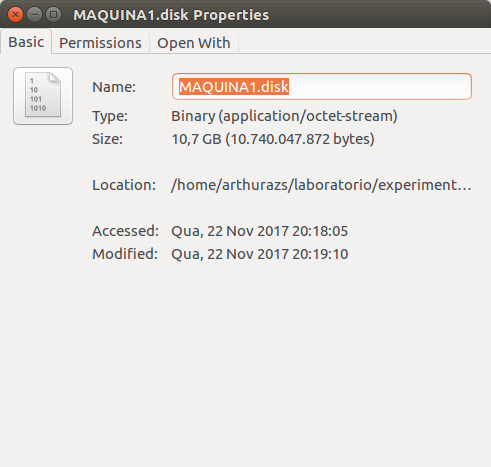 MAQUINA1.disk Properties
Basic Permissions Open With
1
10
101
1010
Name: MAQUINA1.disk
Type: Binary (application/octet-stream)
Size: 10,7 GB (10.740.047.872 bytes)
Location: /home/arthurazs/laboratorio/experiment…
Accessed: Qua, 22 Nov 2017 20:18:05
Modified: Qua, 22 Nov 2017 20:19:10